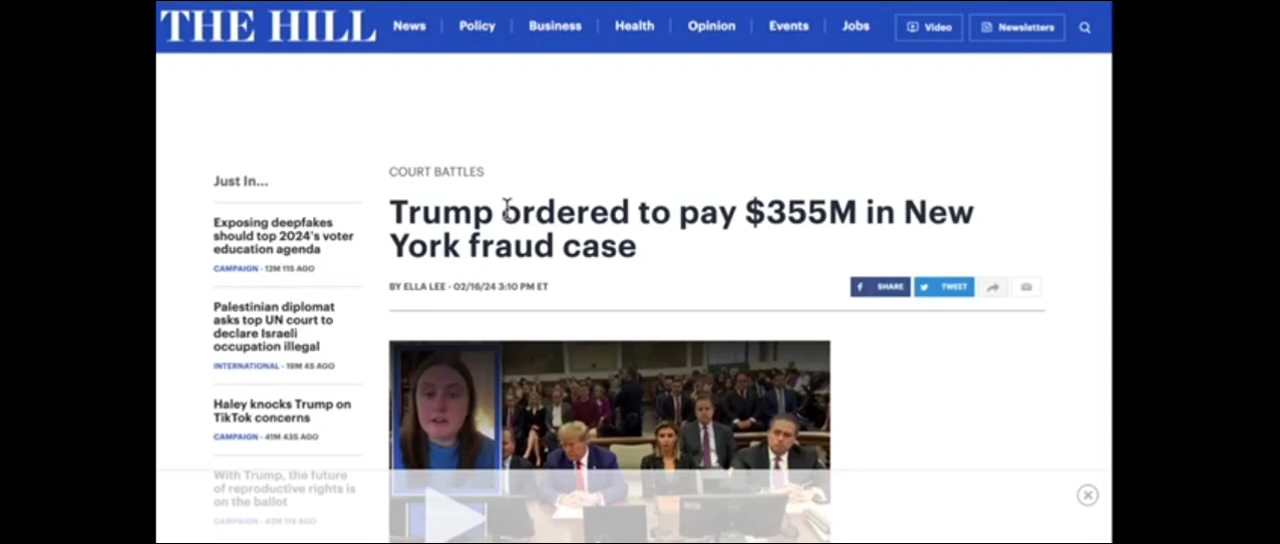 THE HILL
News
Policy
Business
Health
Opinion
Events
Jobs
Video
Newsletters
COURT BATTLES
Trump ordered to pay $355M in New
York fraud case
BY ELLA LEE - 02/16/24 3:10 PM ET
SHARE
TWEET
Just In...
Exposing deepfakes
should top 2024's voter
education agenda
CAMPAIGN - 12M 11S AGO
Palestinian diplomat
asks top UN court to
declare Israeli
occupation illegal
INTERNATIONAL - 19M 4S AGO
Haley knocks Trump on
TikTok concerns
CAMPAIGN - 41M 43S AGO
With Trump, the future
of reproductive rights is
on the ballot
CAMPAIGN - 42M 11S AGO